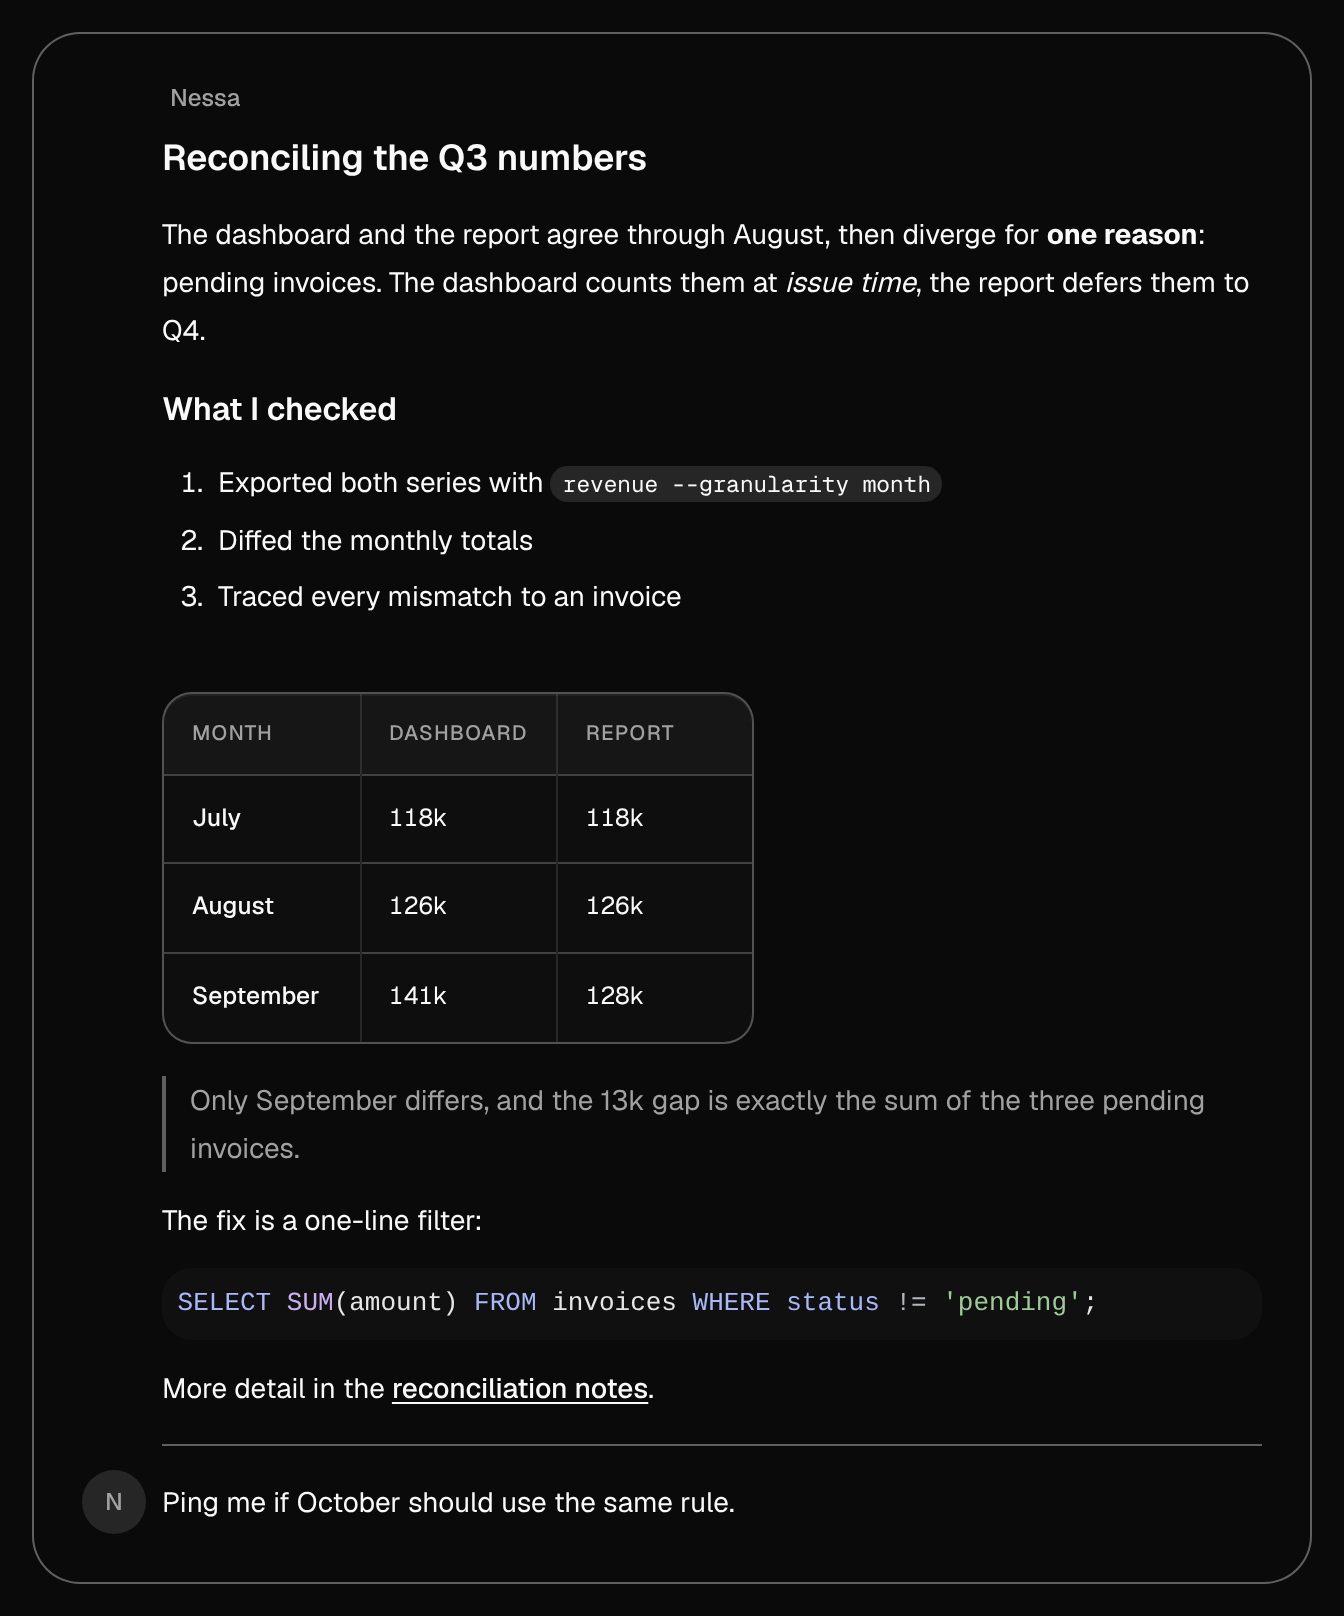 Nessa
Reconciling the Q3 numbers
The dashboard and the report agree through August, then diverge for one reason:
pending invoices. The dashboard counts them at issue time, the report defers them to
Q4.
What I checked
1. Exported both series with revenue --granularity month
2. Diffed the monthly totals
3. Traced every mismatch to an invoice
MONTH DASHBOARD REPORT
July 118k 118k
August 126k 126k
September 141k 128k
Only September differs, and the 13k gap is exactly the sum of the three pending
invoices.
The fix is a one-line filter:
SELECT SUM(amount) FROM invoices WHERE status != 'pending';
More detail in the reconciliation notes.
N Ping me if October should use the same rule.